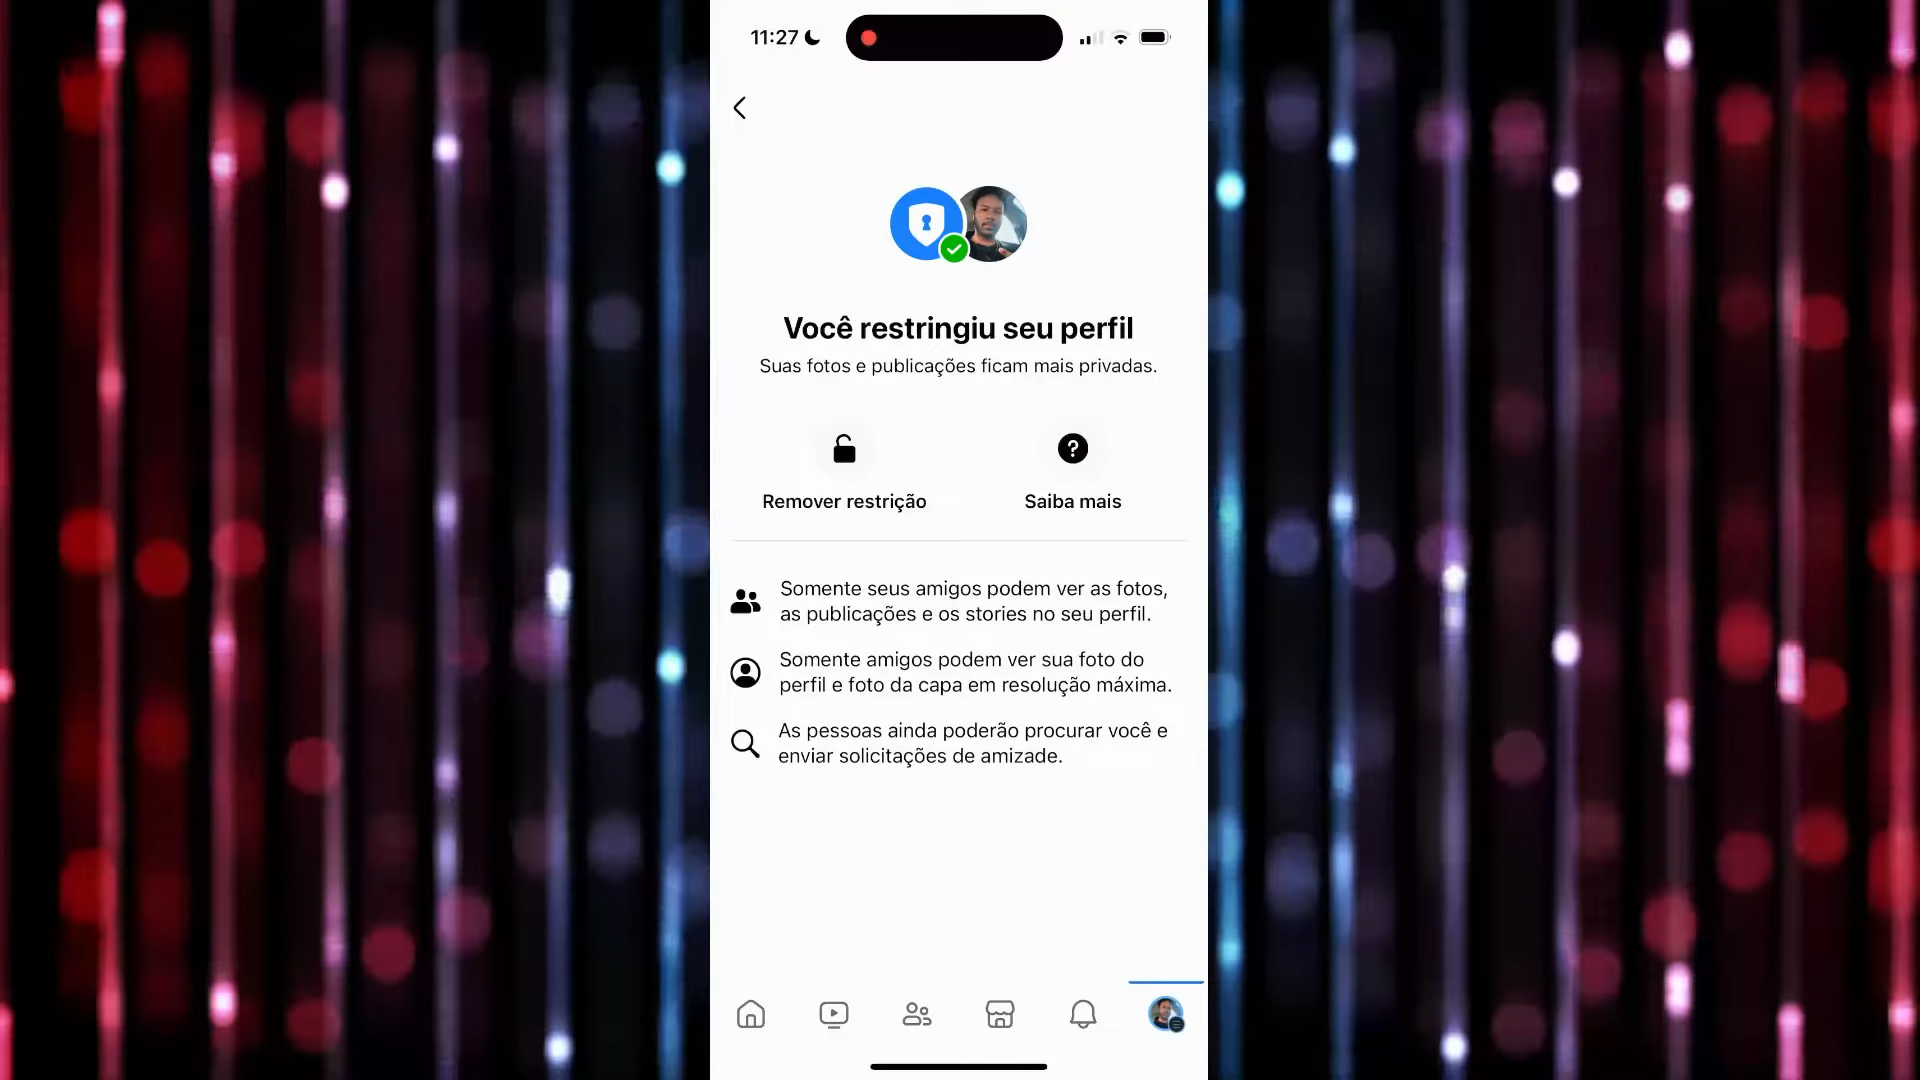 11:27
Você restringiu seu perfil
Suas fotos e publicações ficam mais privadas.
Remover restrição
Saiba mais
Somente seus amigos podem ver as fotos,
as publicações e os stories no seu perfil.
Somente amigos podem ver sua foto do
perfil e foto da capa em resolução máxima.
As pessoas ainda poderão procurar você e
enviar solicitações de amizade.